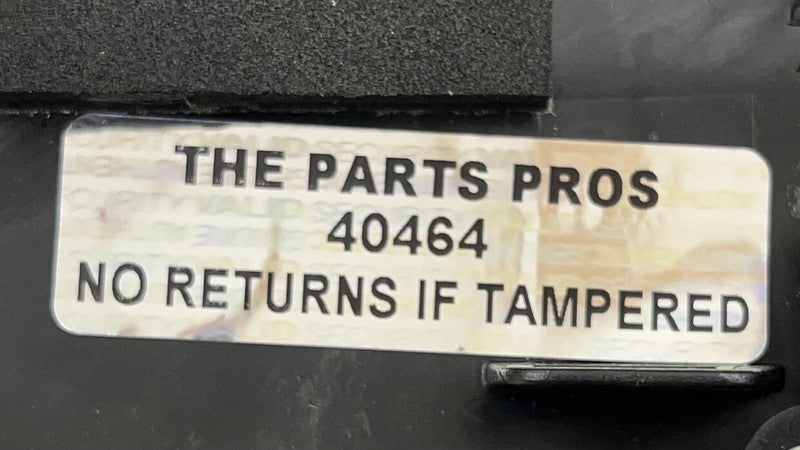 THE PARTS PROS
40464
NO RETURNS IF TAMPERED